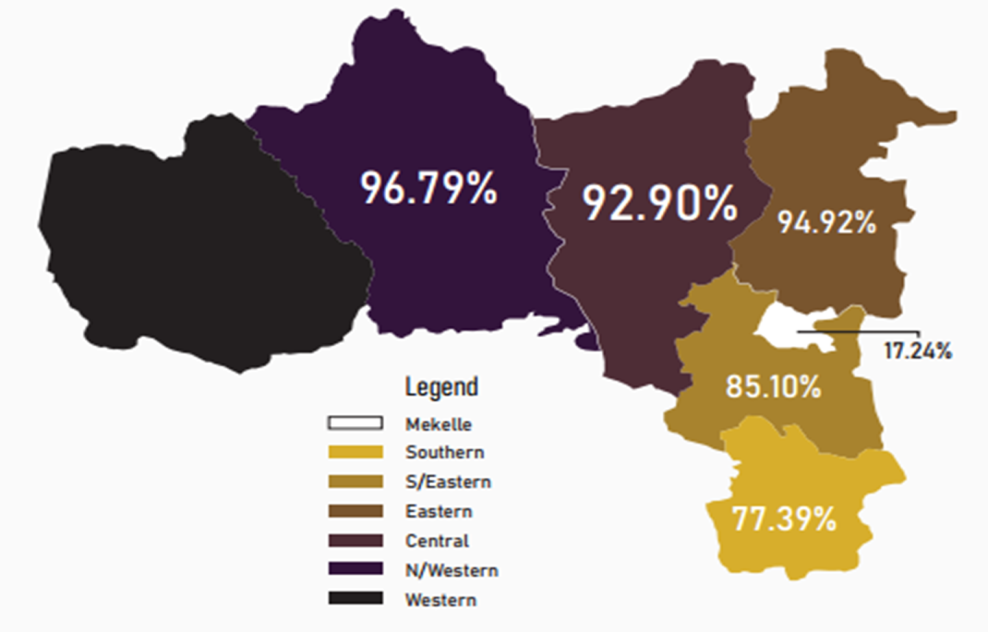 96.79%
92.90%
94.92%
17.24%
85.10%
77.39%
Legend
Mekelle
Southern
S/Eastern
Eastern
Central
N/Western
Western